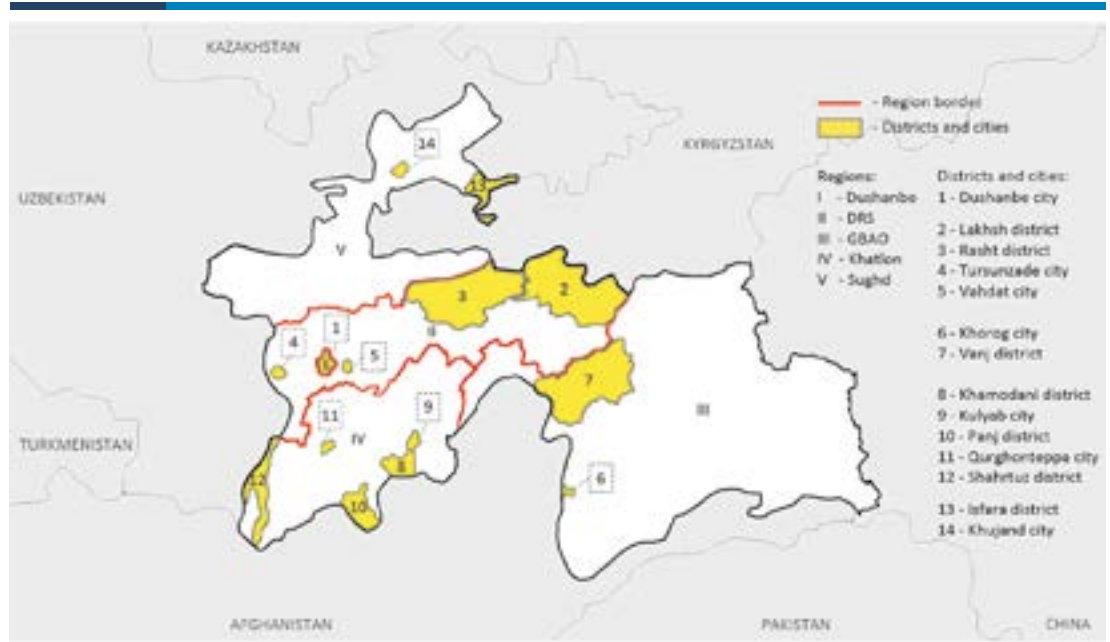 KAZAKHSTAN
KYRGYZSTAN
UZBEKISTAN
TURKMENISTAN
AFGHANISTAN
PAKISTAN
CHINA
14
13
V
3
2
II
1
4
I
5
7
9
11
IV
III
8
12
10
6
- Region border
- Districts and cities
Regions:
I - Dushanbe
II - DRS
III - GBAO
IV - Khatlon
V - Sughd
Districts and cities:
1 - Dushanbe city
2 - Lakhsh district
3 - Rasht district
4 - Tursunzade city
5 - Vahdat city
6 - Khorog city
7 - Vanj district
8 - Khamodani district
9 - Kulyab city
10 - Panj district
11 - Qurghonteppa city
12 - Shahrtuz district
13 - Isfara district
14 - Khujand city